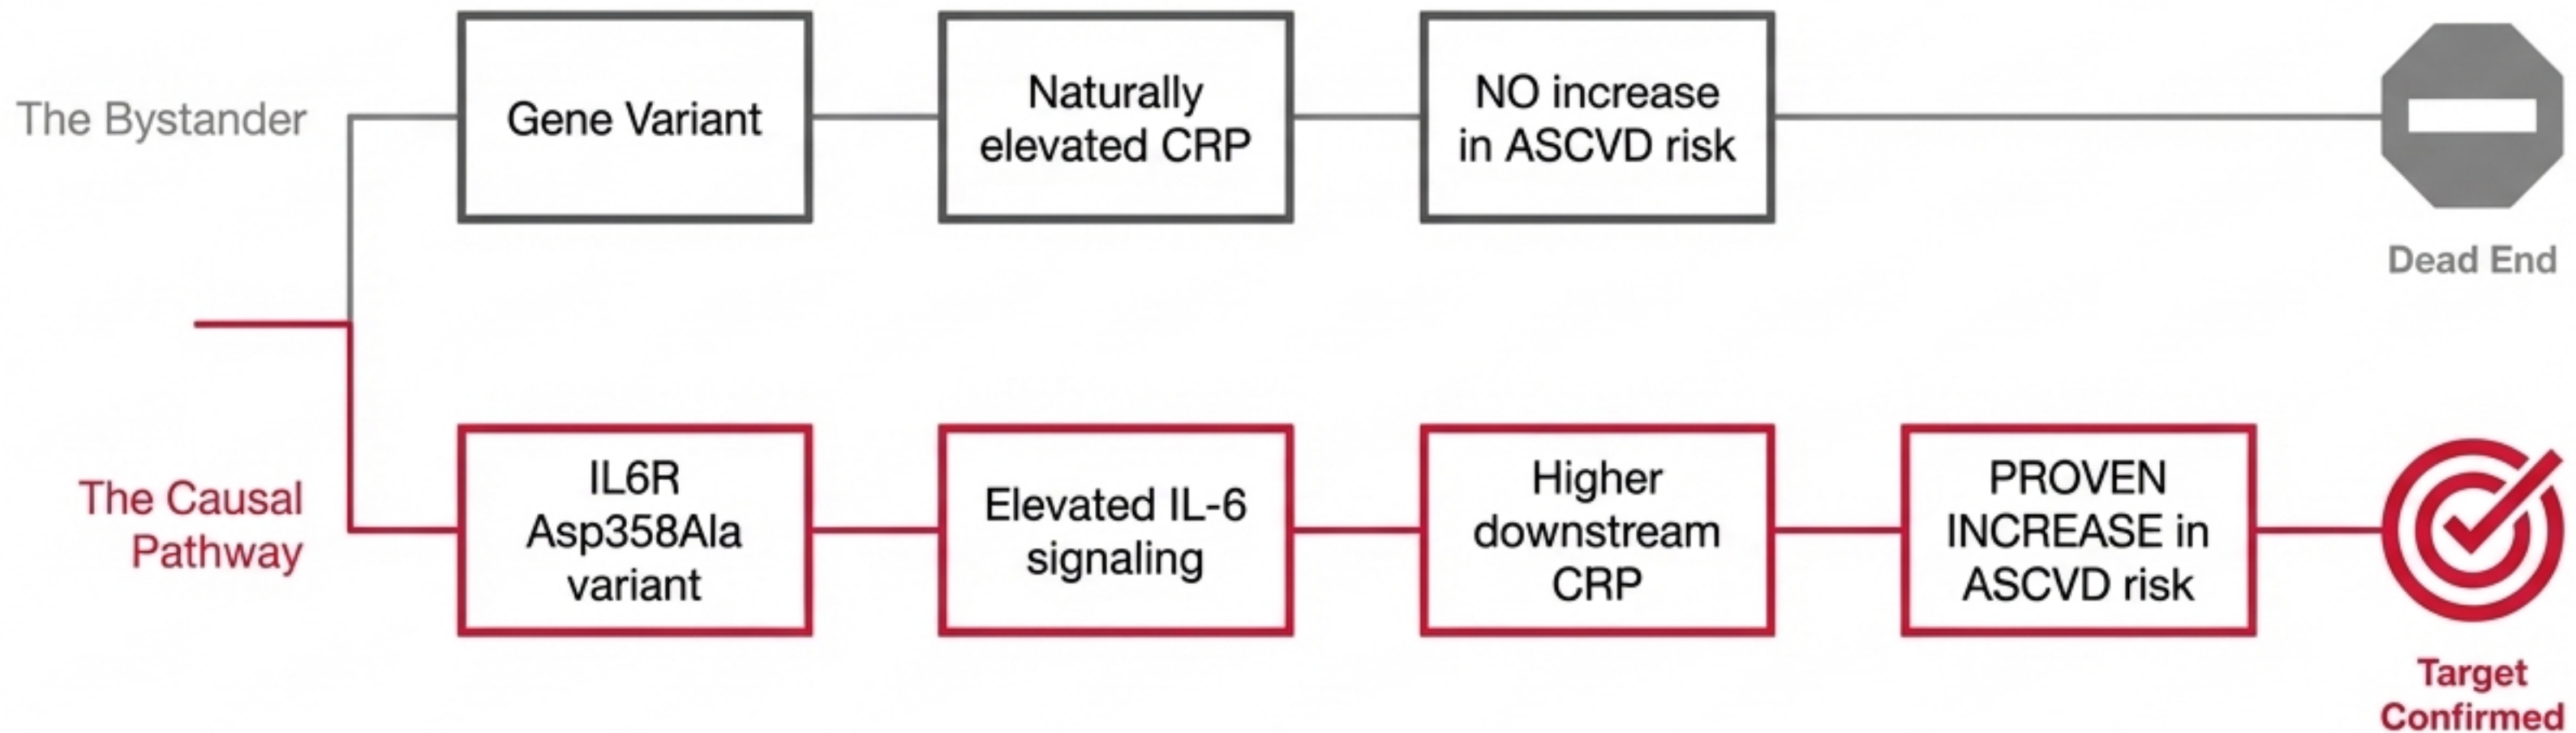 The Bystander
Gene Variant
Naturally
elevated CRP
NO increase
in ASCVD risk
Dead End
The Causal
Pathway
IL6R
Asp358Ala
variant
Elevated IL-6
signaling
Higher
downstream
CRP
PROVEN
INCREASE in
ASCVD risk
Target
Confirmed